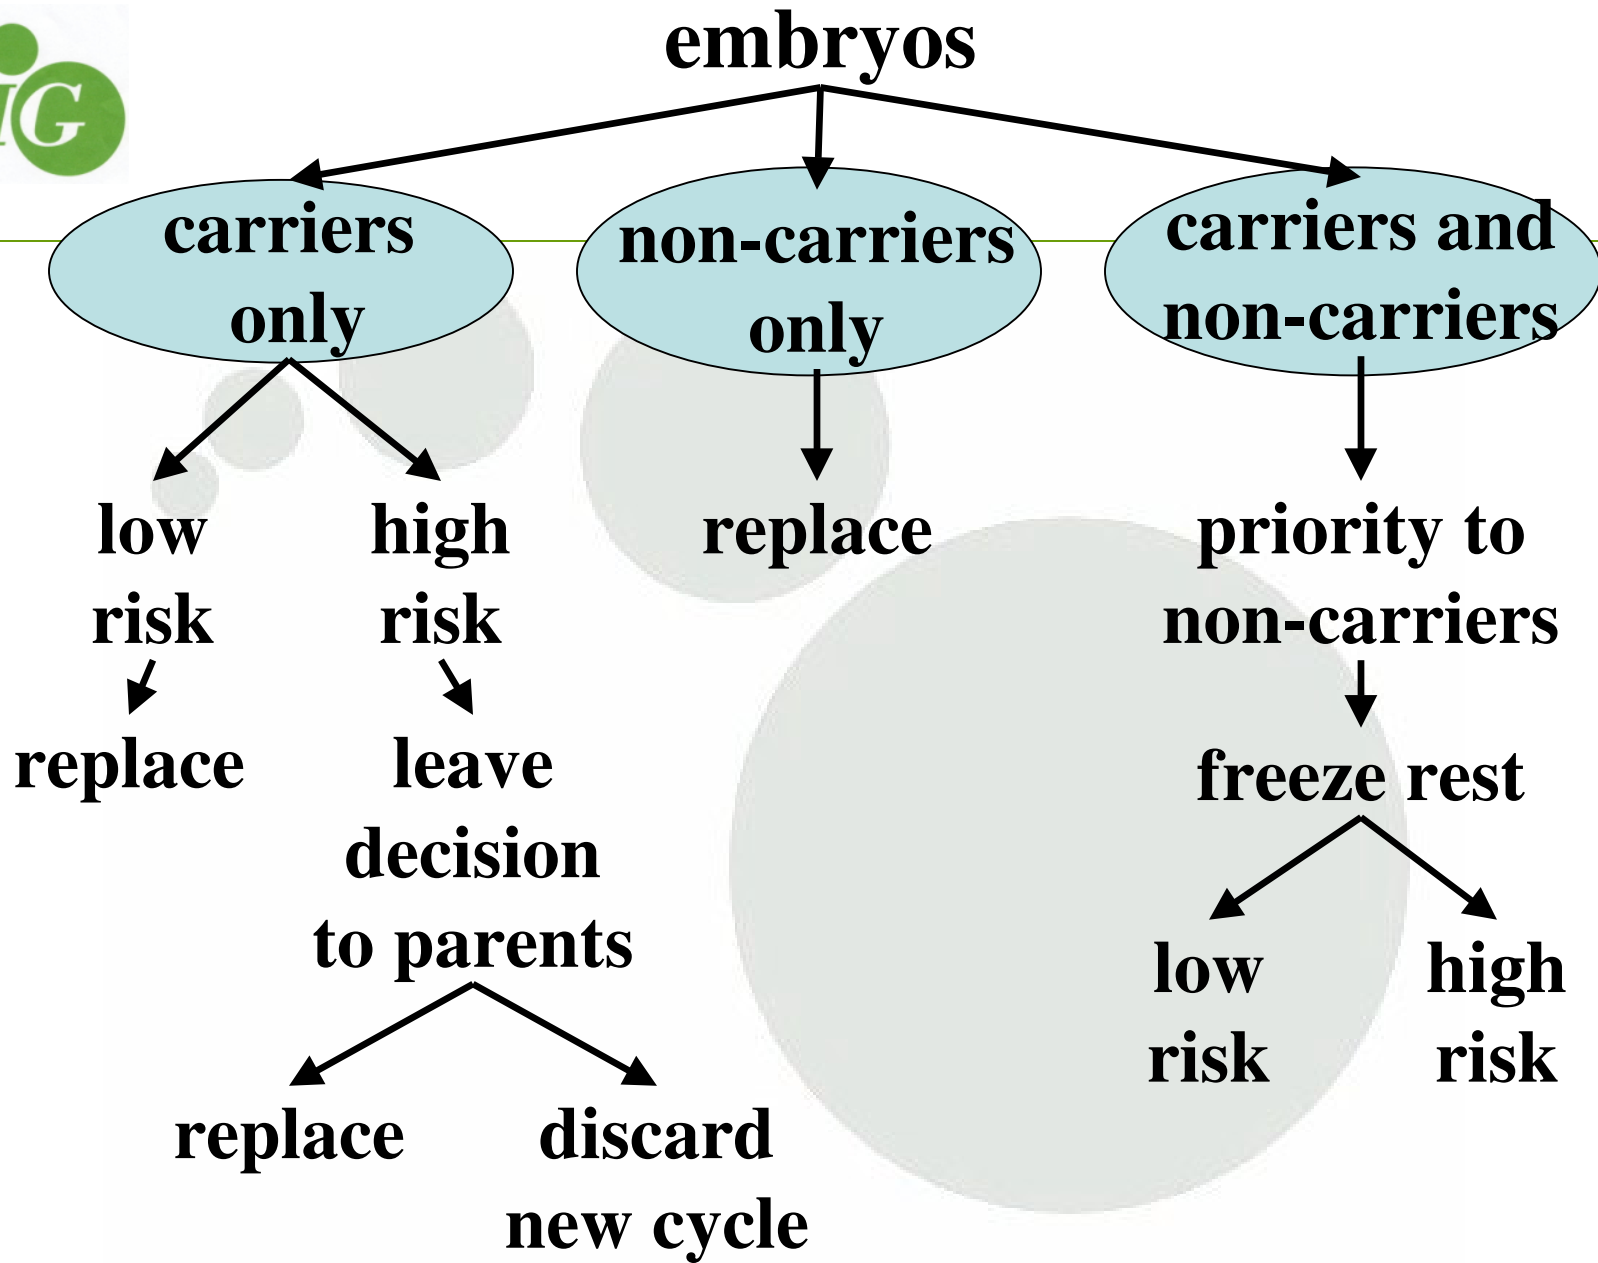 embryos
carriers
only
non-carriers
only
carriers and
non-carriers
low
risk
high
risk
replace
priority to
non-carriers
replace
leave
decision
to parents
freeze rest
low
risk
high
risk
replace
discard
new cycle